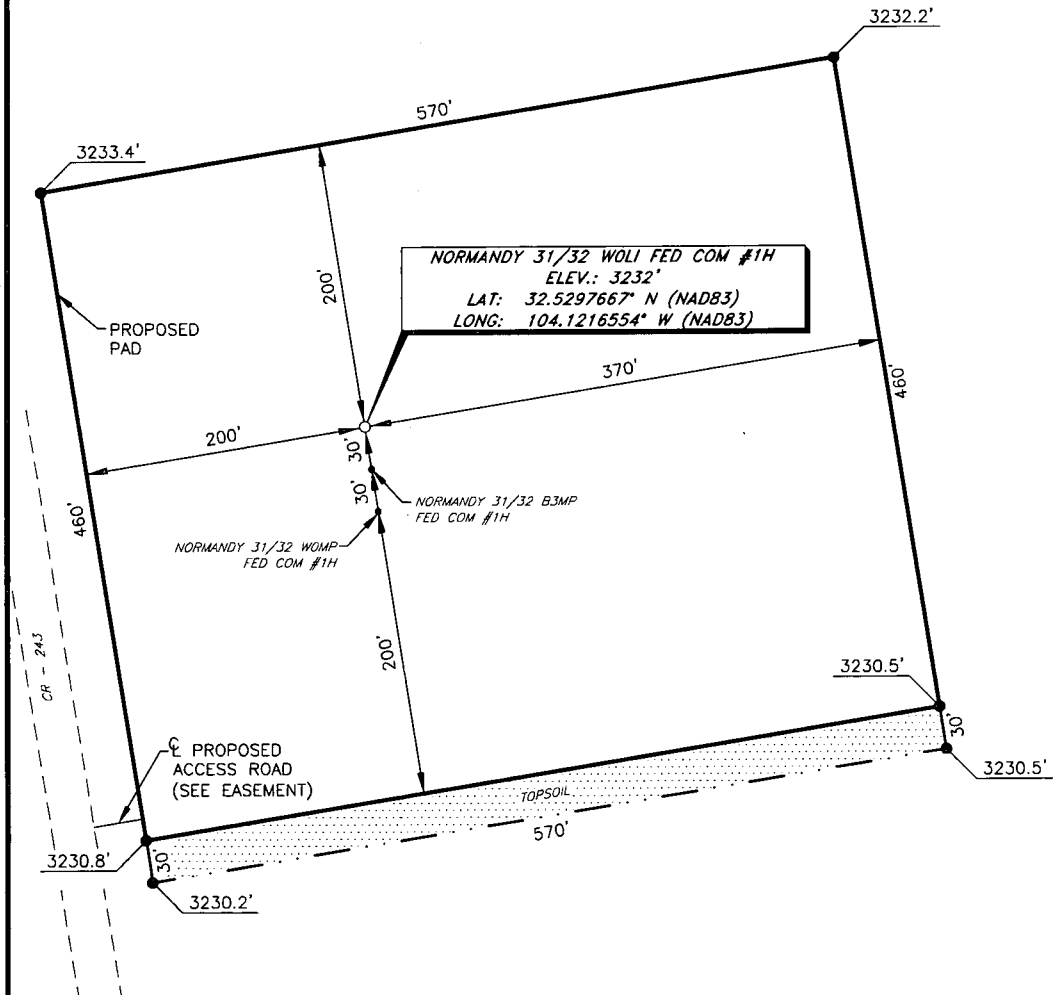 3232.2'
570'
3233.4'
200'
NORMANDY 31/32 WOLI FED COM #1H
ELEV.: 3232'
LAT: 32.5297667° N (NAD83)
LONG: 104.1216554° W (NAD83)
PROPOSED
PAD
370'
460'
200'
30'
30'
NORMANDY 31/32 B3MP
FED COM #1H
460'
NORMANDY 31/32 WOMP
FED COM #1H
200'
CR - 243
3230.5'
30'
℄ PROPOSED
ACCESS ROAD
(SEE EASEMENT)
3230.5'
TOPSOIL
570'
3230.8'
30'
3230.2'